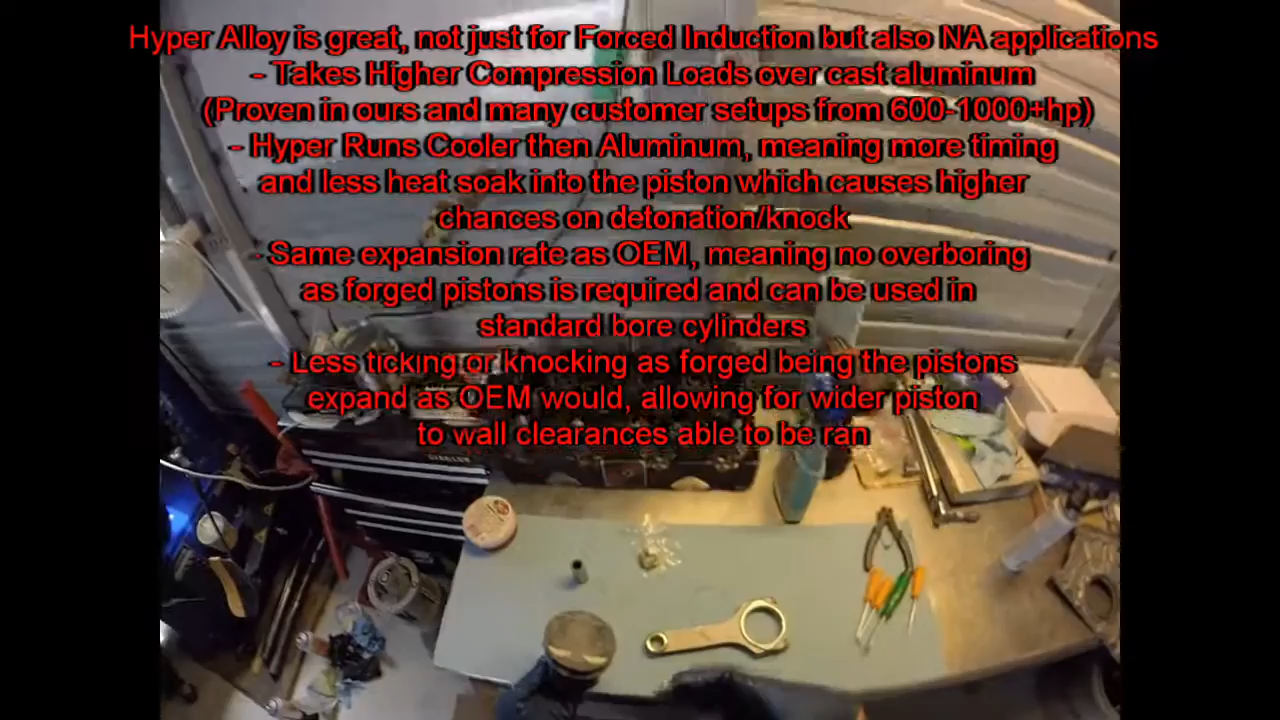 Hyper Alloy is great, not just for Forced Induction but also NA applications
- Takes Higher Compression Loads over cast aluminum
(Proven in ours and many customer setups from 600-1000+hp)
- Hyper Runs Cooler then Aluminum, meaning more timing
and less heat soak into the piston which causes higher
chances on detonation/knock
- Same expansion rate as OEM, meaning no overboring
as forged pistons is required and can be used in
standard bore cylinders
- Less ticking or knocking as forged being the pistons
expand as OEM would, allowing for wider piston
to wall clearances able to be ran